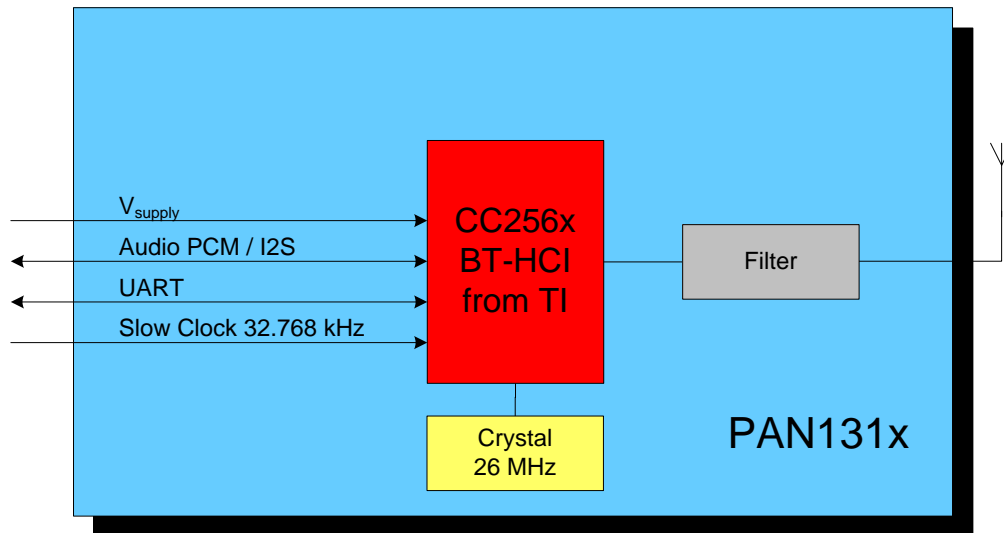 V_supply
Audio PCM / I2S
UART
Slow Clock 32.768 kHz
CC256x
BT-HCI
from TI
Filter
Crystal
26 MHz
PAN131x